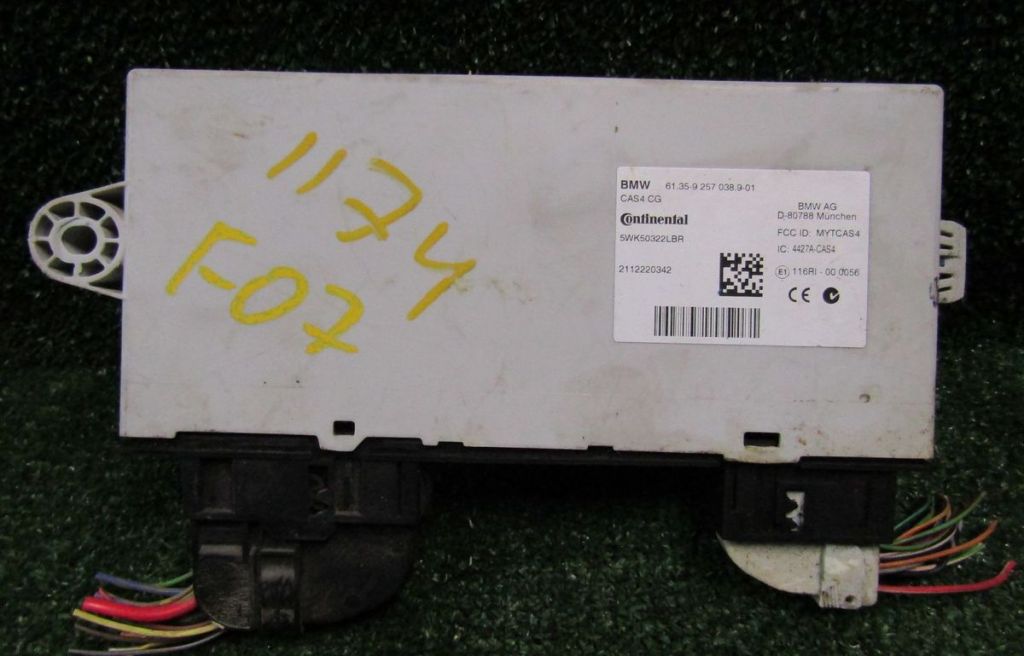 1174
F-07
BMW 61.35-9 257 038.9-01
CAS4 CG
BMW AG
D-80788 München
Continental
FCC ID: MYTCAS4
5WK50322LBR
IC: 4427A-CAS4
2112220342
E1 116RI - 00 0056
CE